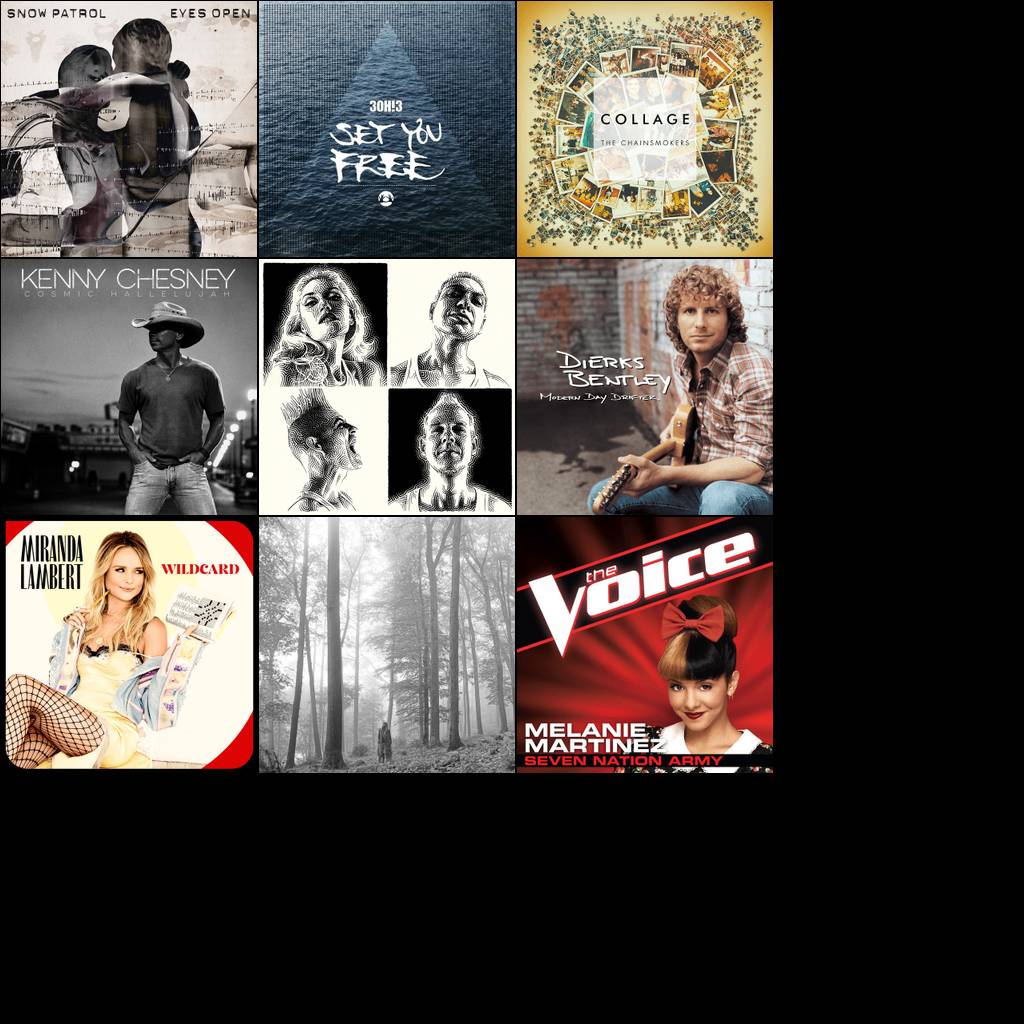 SNOW PATROL EYES OPEN
3OH!3
SET YOU
FREE
COLLAGE
THE CHAINSMOKERS
KENNY CHESNEY
COSMIC HALLELUJAH
DIERKS
BENTLEY
MODERN DAY DRIFTER
MIRANDA
LAMBERT
WILDCARD
the
Voice
MELANIE
MARTINEZ
SEVEN NATION ARMY